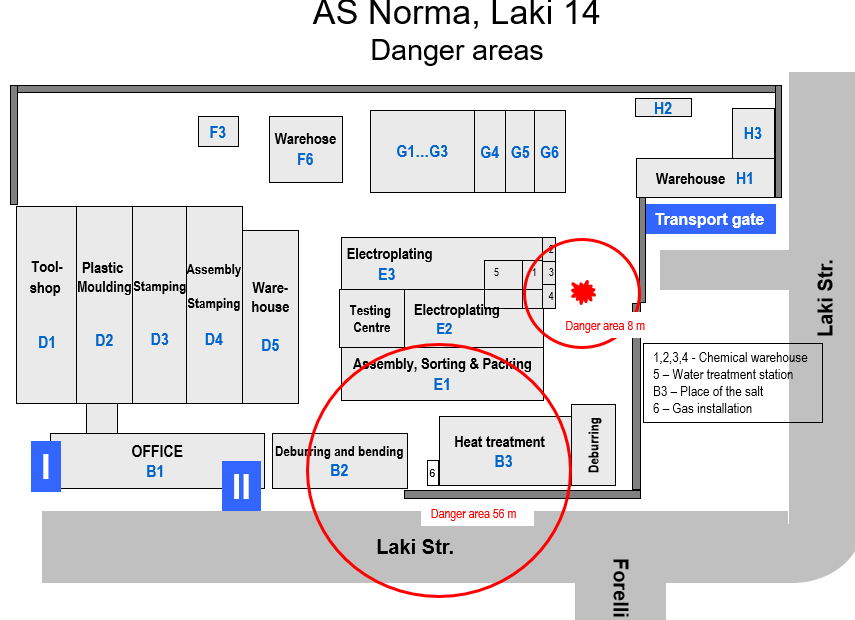 AS Norma, Laki 14
Danger areas
H2
F3
Warehose
F6
G1...G3
G4
G5
G6
H3
Warehouse H1
Transport gate
Tool-
shop
D1
Plastic
Moulding
D2
Stamping
D3
Assembly
Stamping
D4
Ware-
house
D5
Electroplating
E3
5
1
2
3
4
Testing
Centre
Electroplating
E2
Danger area 8 m
Assembly, Sorting & Packing
E1
Laki Str.
1,2,3,4 - Chemical warehouse
5 – Water treatment station
B3 – Place of the salt
6 – Gas installation
OFFICE
B1
I
II
Deburring and bending
B2
6
Heat treatment
B3
Deburring
Danger area 56 m
Laki Str.
Forelli